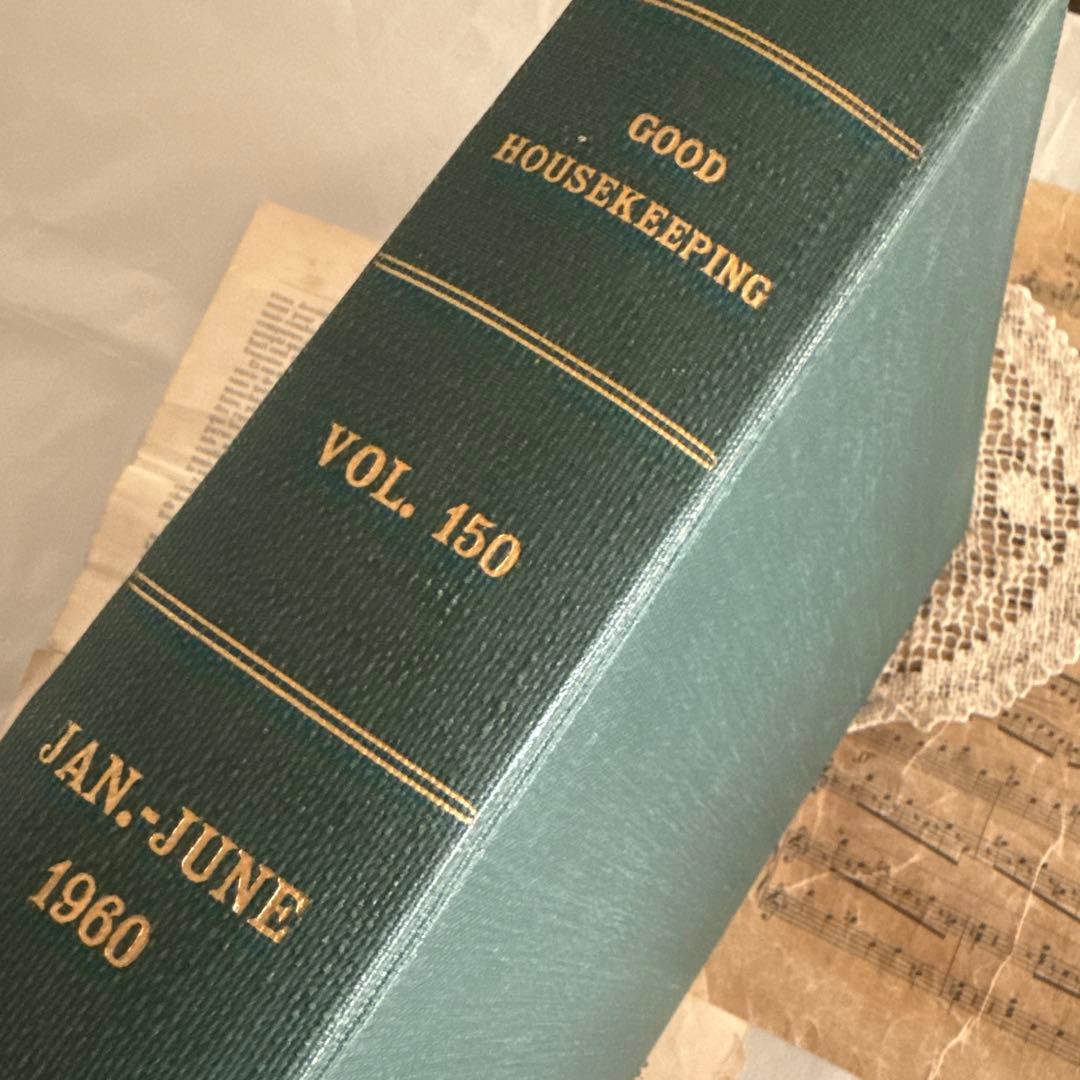 GOOD
HOUSEKEEPING
VOL. 150
JAN.-JUNE
1960